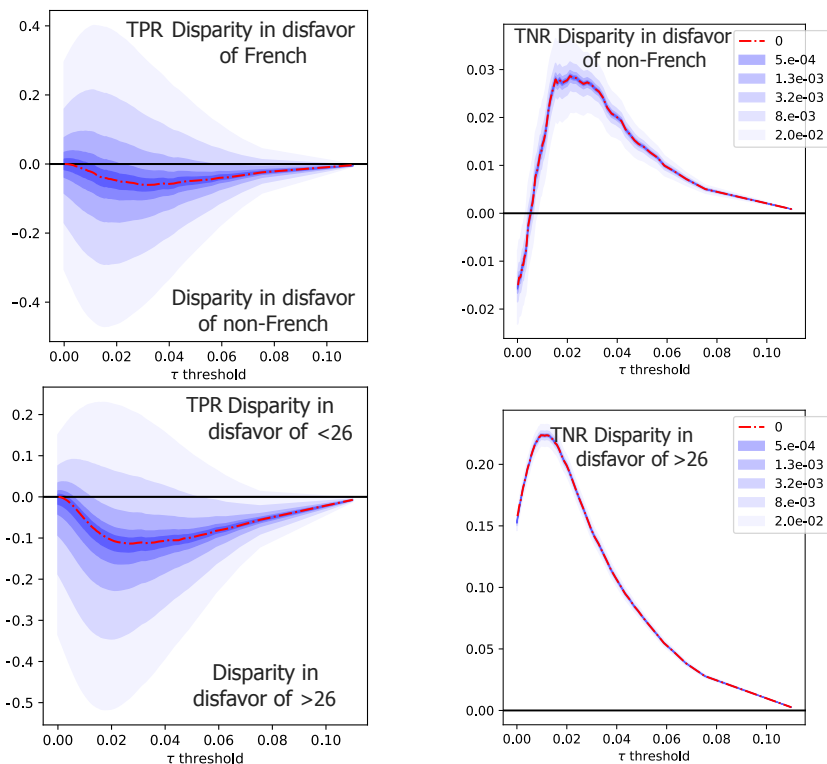 TPR Disparity in disfavor
of French
0.4
0.2
0.0
-0.2
-0.4
Disparity in disfavor
of non-French
0.00 0.02 0.04 0.06 0.08 0.10
τ threshold
TNR Disparity in disfavor
of non-French
0
5.e-04
1.3e-03
3.2e-03
8.e-03
2.0e-02
0.03
0.02
0.01
0.00
-0.01
-0.02
0.00 0.02 0.04 0.06 0.08 0.10
τ threshold
TPR Disparity in
disfavor of <26
0.2
0.1
0.0
-0.1
-0.2
-0.3
-0.4
-0.5
Disparity in
disfavor of >26
0.00 0.02 0.04 0.06 0.08 0.10
τ threshold
TNR Disparity in
disfavor of >26
0
5.e-04
1.3e-03
3.2e-03
8.e-03
2.0e-02
0.20
0.15
0.10
0.05
0.00
0.00 0.02 0.04 0.06 0.08 0.10
τ threshold